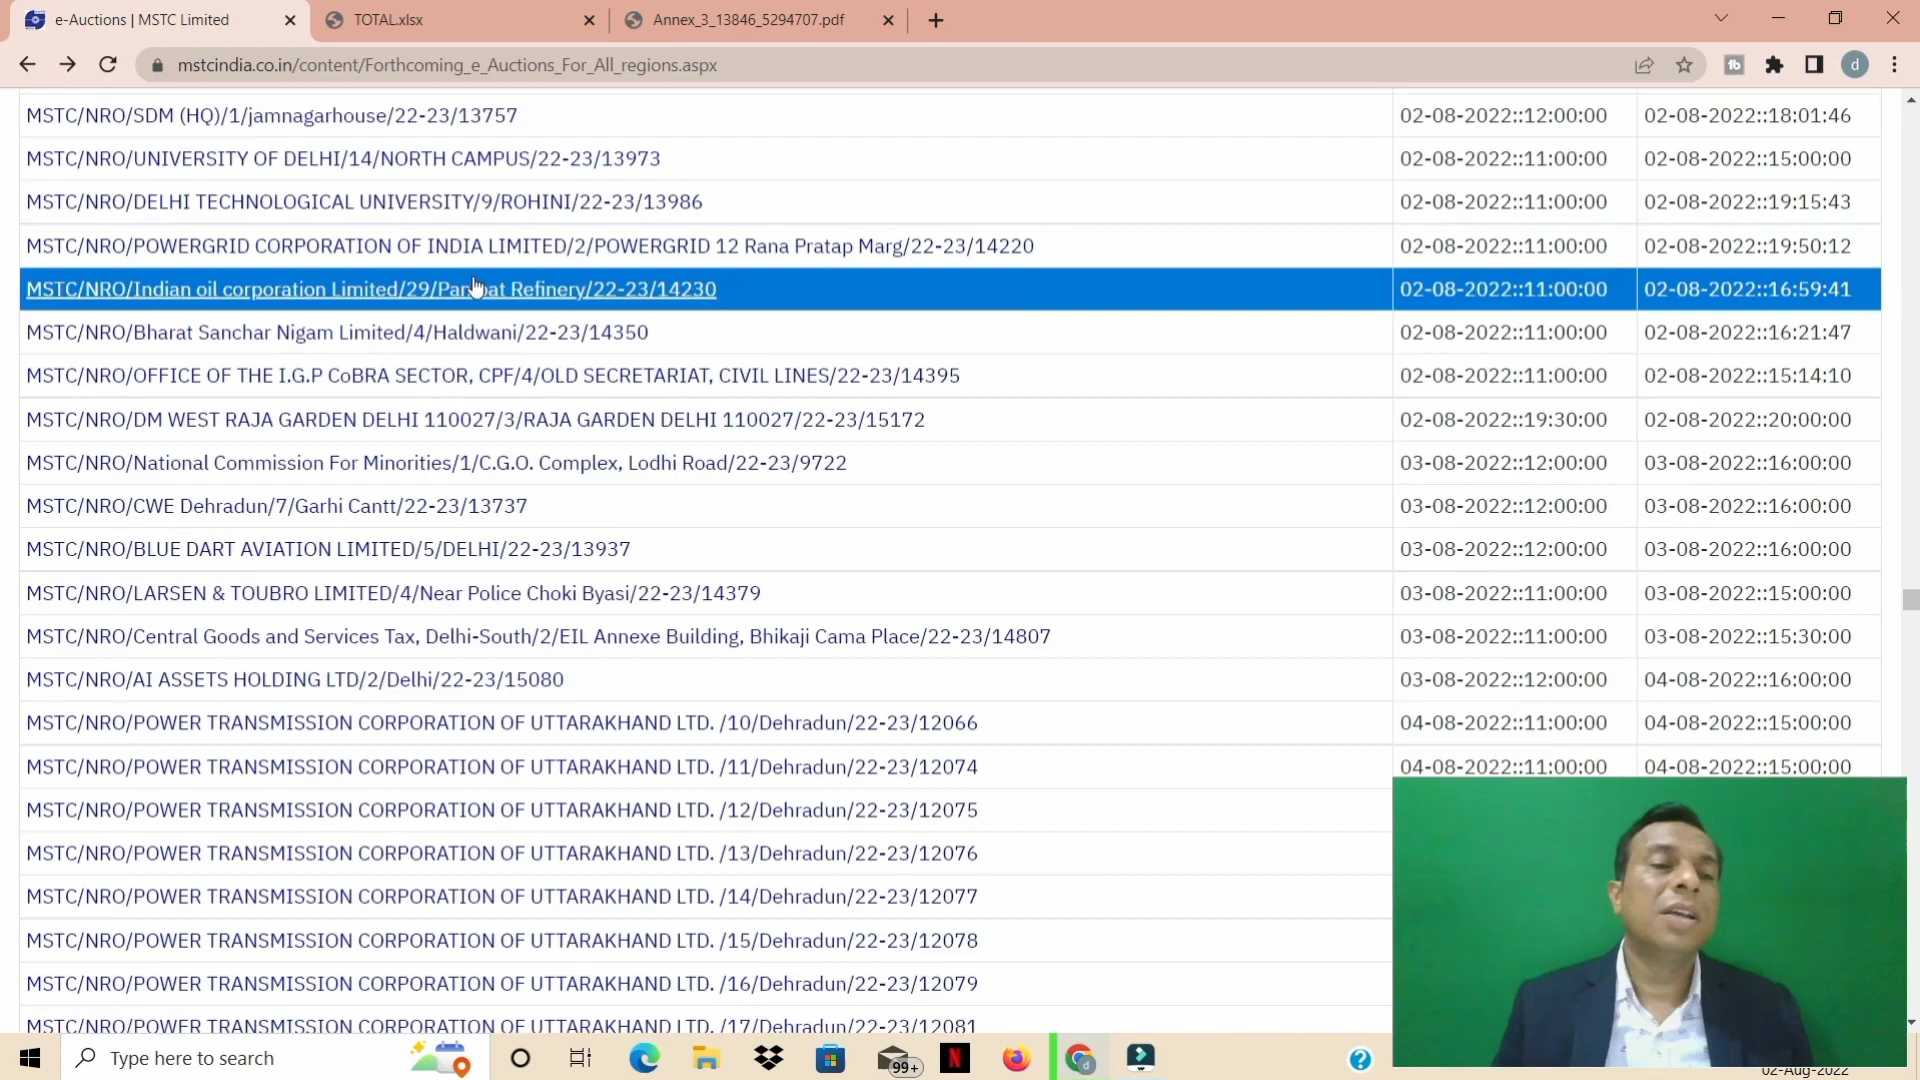 e-Auctions | MSTC Limited
TOTAL.xlsx
Annex_3_13846_5294707.pdf
mstcindia.co.in/content/Forthcoming_e_Auctions_For_All_regions.aspx
tb
d
MSTC/NRO/SDM (HQ)/1/jamnagarhouse/22-23/13757 02-08-2022::12:00:00 02-08-2022::18:01:46
MSTC/NRO/UNIVERSITY OF DELHI/14/NORTH CAMPUS/22-23/13973 02-08-2022::11:00:00 02-08-2022::15:00:00
MSTC/NRO/DELHI TECHNOLOGICAL UNIVERSITY/9/ROHINI/22-23/13986 02-08-2022::11:00:00 02-08-2022::19:15:43
MSTC/NRO/POWERGRID CORPORATION OF INDIA LIMITED/2/POWERGRID 12 Rana Pratap Marg/22-23/14220 02-08-2022::11:00:00 02-08-2022::19:50:12
MSTC/NRO/Indian oil corporation Limited/29/Panipat Refinery/22-23/14230 02-08-2022::11:00:00 02-08-2022::16:59:41
MSTC/NRO/Bharat Sanchar Nigam Limited/4/Haldwani/22-23/14350 02-08-2022::11:00:00 02-08-2022::16:21:47
MSTC/NRO/OFFICE OF THE I.G.P CoBRA SECTOR, CPF/4/OLD SECRETARIAT, CIVIL LINES/22-23/14395 02-08-2022::11:00:00 02-08-2022::15:14:10
MSTC/NRO/DM WEST RAJA GARDEN DELHI 110027/3/RAJA GARDEN DELHI 110027/22-23/15172 02-08-2022::19:30:00 02-08-2022::20:00:00
MSTC/NRO/National Commission For Minorities/1/C.G.O. Complex, Lodhi Road/22-23/9722 03-08-2022::12:00:00 03-08-2022::16:00:00
MSTC/NRO/CWE Dehradun/7/Garhi Cantt/22-23/13737 03-08-2022::12:00:00 03-08-2022::16:00:00
MSTC/NRO/BLUE DART AVIATION LIMITED/5/DELHI/22-23/13937 03-08-2022::12:00:00 03-08-2022::16:00:00
MSTC/NRO/LARSEN & TOUBRO LIMITED/4/Near Police Choki Byasi/22-23/14379 03-08-2022::11:00:00 03-08-2022::15:00:00
MSTC/NRO/Central Goods and Services Tax, Delhi-South/2/EIL Annexe Building, Bhikaji Cama Place/22-23/14807 03-08-2022::11:00:00 03-08-2022::15:30:00
MSTC/NRO/AI ASSETS HOLDING LTD/2/Delhi/22-23/15080 03-08-2022::12:00:00 04-08-2022::16:00:00
MSTC/NRO/POWER TRANSMISSION CORPORATION OF UTTARAKHAND LTD. /10/Dehradun/22-23/12066 04-08-2022::11:00:00 04-08-2022::15:00:00
MSTC/NRO/POWER TRANSMISSION CORPORATION OF UTTARAKHAND LTD. /11/Dehradun/22-23/12074 04-08-2022::11:00:00 04-08-2022::15:00:00
MSTC/NRO/POWER TRANSMISSION CORPORATION OF UTTARAKHAND LTD. /12/Dehradun/22-23/12075
MSTC/NRO/POWER TRANSMISSION CORPORATION OF UTTARAKHAND LTD. /13/Dehradun/22-23/12076
MSTC/NRO/POWER TRANSMISSION CORPORATION OF UTTARAKHAND LTD. /14/Dehradun/22-23/12077
MSTC/NRO/POWER TRANSMISSION CORPORATION OF UTTARAKHAND LTD. /15/Dehradun/22-23/12078
MSTC/NRO/POWER TRANSMISSION CORPORATION OF UTTARAKHAND LTD. /16/Dehradun/22-23/12079
MSTC/NRO/POWER TRANSMISSION CORPORATION OF UTTARAKHAND LTD. /17/Dehradun/22-23/12081
Type here to search
99+
N
d
02-Aug-2022